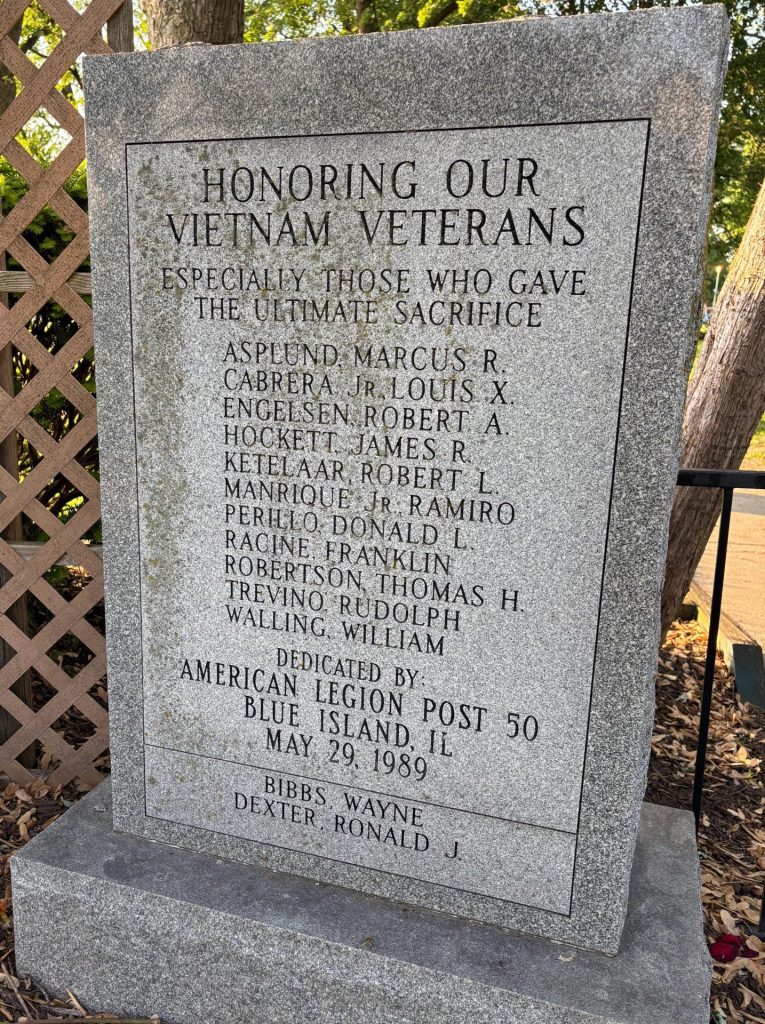 HONORING OUR
VIETNAM VETERANS
ESPECIALLY THOSE WHO GAVE
THE ULTIMATE SACRIFICE
ASPLUND, MARCUS R.
CABRERA, Jr., LOUIS X.
ENGELSEN, ROBERT A.
HOCKETT, JAMES R.
KETELAAR, ROBERT L.
MANRIQUE, Jr., RAMIRO
PERILLO, DONALD L.
RACINE, FRANKLIN
ROBERTSON, THOMAS H.
TREVINO, RUDOLPH
WALLING, WILLIAM
DEDICATED BY:
AMERICAN LEGION POST 50
BLUE ISLAND, IL
MAY 29, 1989
BIBBS, WAYNE
DEXTER, RONALD J.